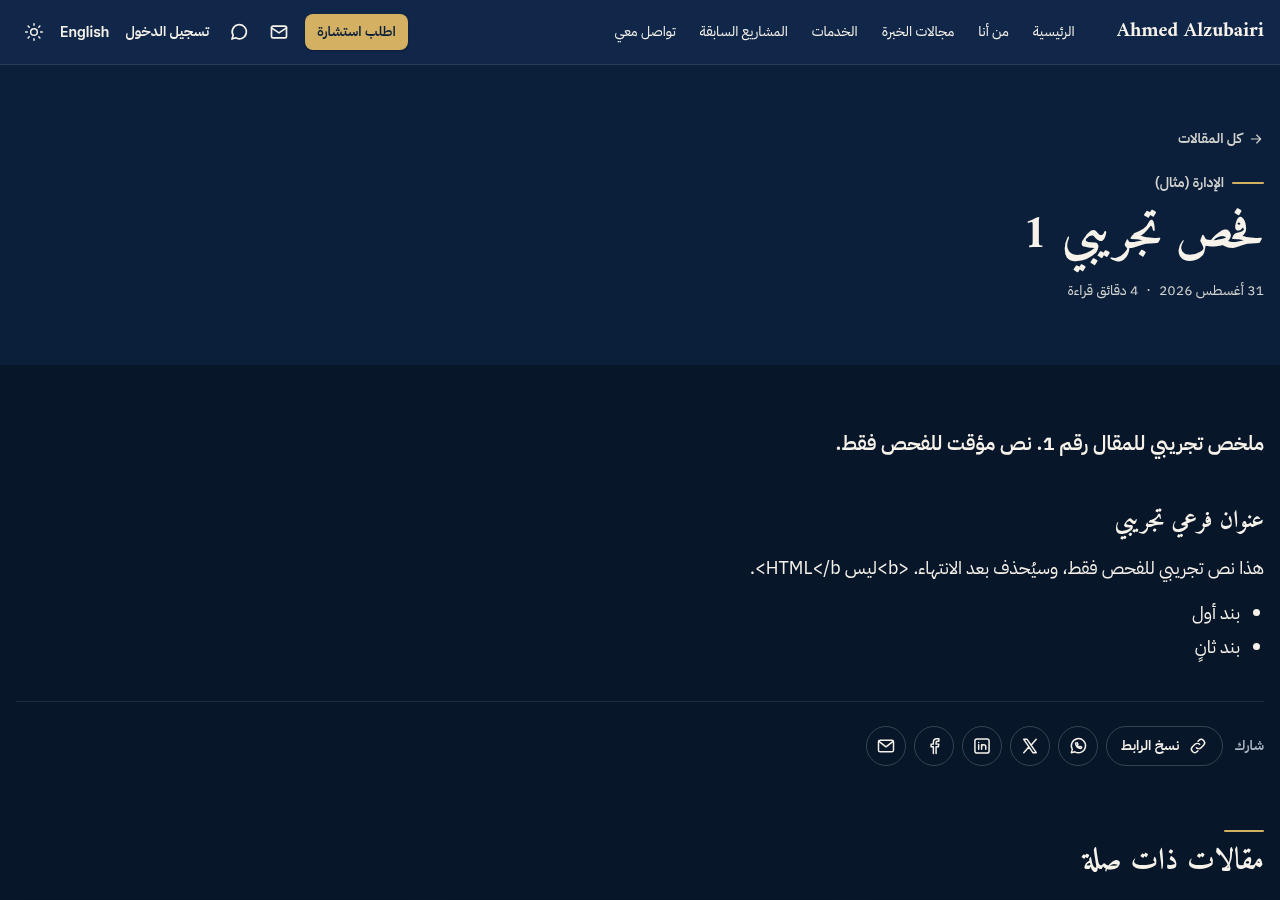 Ahmed Alzubairi الرئيسية من أنا مجالات الخبرة الخدمات المشاريع السابقة تواصل معي اطلب استشارة تسجيل الدخول English
كل المقالات
الإدارة (مثال)
فحص تجريبي 1
31 أغسطس 2026 · 4 دقائق قراءة
ملخص تجريبي للمقال رقم 1. نص مؤقت للفحص فقط.
عنوان فرعي تجريبي
هذا نص تجريبي للفحص فقط، وسيُحذف بعد الانتهاء. <b>ليس HTML</b>.
بند أول
بند ثانٍ
شارك نسخ الرابط
مقالات ذات صلة